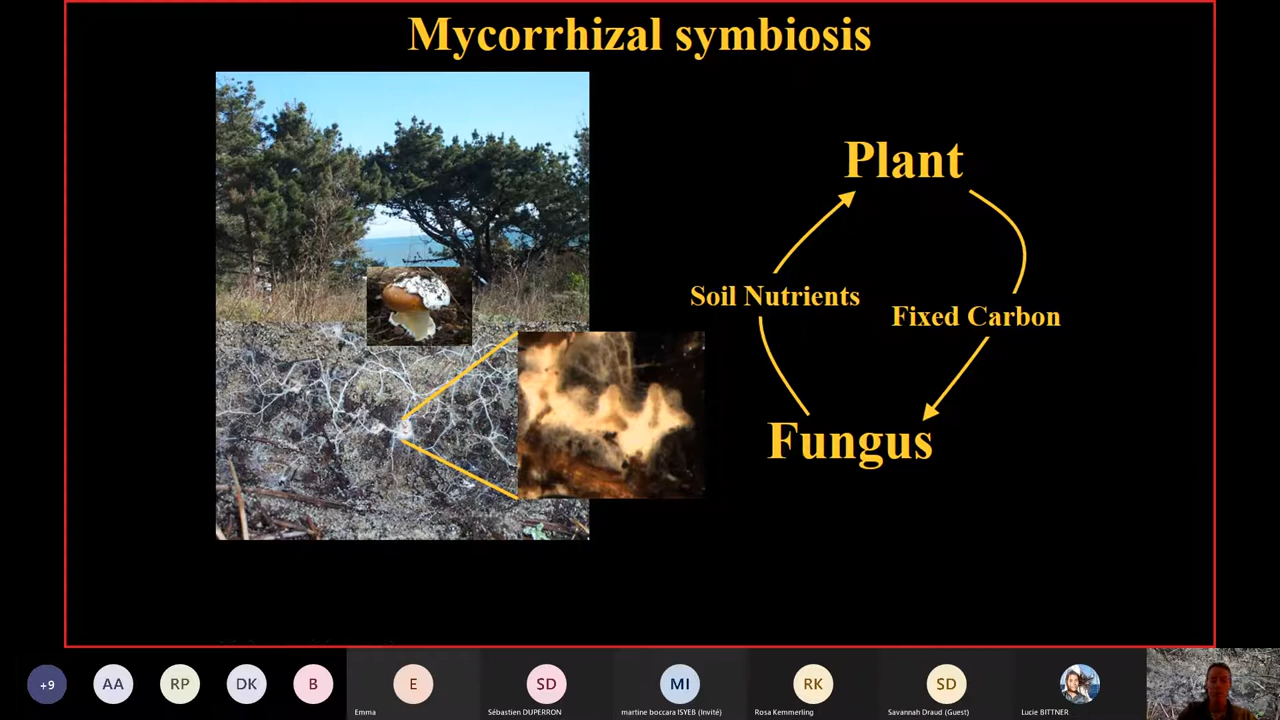 Mycorrhizal symbiosis
Plant
Soil Nutrients
Fixed Carbon
Fungus
+9
AA
RP
DK
B
E
SD
MI
RK
SD
Emma
Sébastien DUPERRON
martine boccara ISYEB (Invité)
Rosa Kemmerling
Savannah Draud (Guest)
Lucie BITTNER